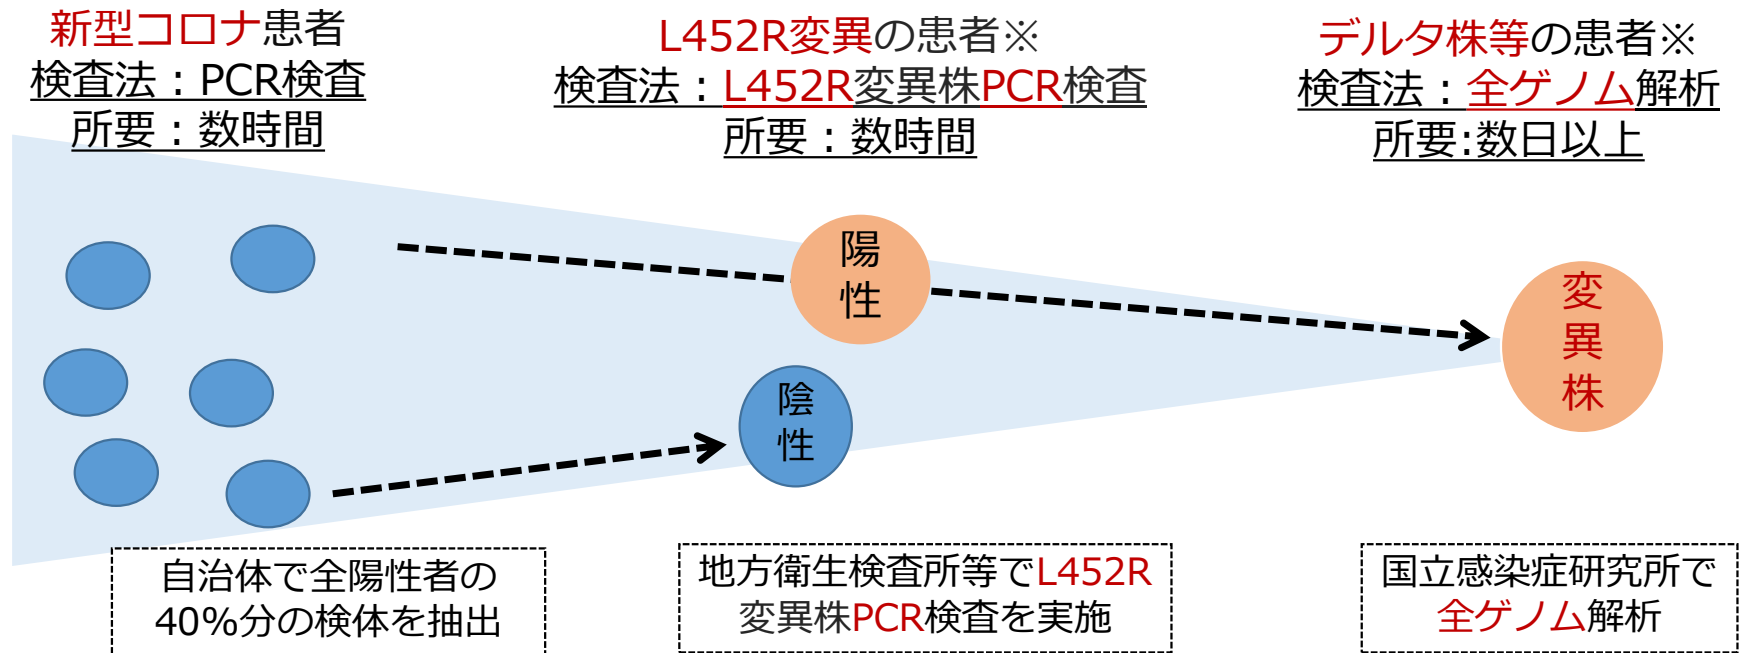 新型コロナ患者
検査法：PCR検査
所要：数時間
L452R変異の患者※
検査法：L452R変異株PCR検査
所要：数時間
デルタ株等の患者※
検査法：全ゲノム解析
所要:数日以上
陽
性
陰
性
変
異
株
自治体で全陽性者の
40%分の検体を抽出
地方衛生検査所等でL452R
変異株PCR検査を実施
国立感染症研究所で
全ゲノム解析